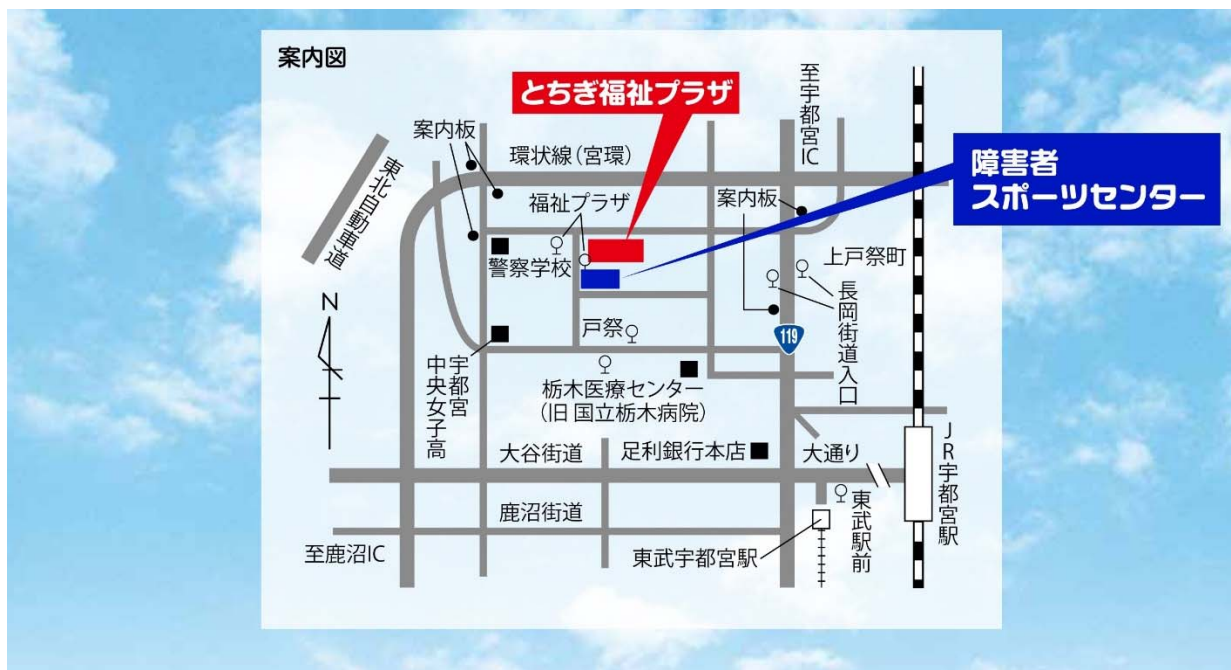 案内図
とちぎ福祉プラザ
至宇都宮IC
案内板
環状線(宮環)
障害者
スポーツセンター
東北自動車道
福祉プラザ
案内板
警察学校
上戸祭町
長岡街道入口
N
戸祭
119
宇都宮
中央女子高
栃木医療センター
(旧 国立栃木病院)
大谷街道
足利銀行本店
大通り
JR宇都宮駅
鹿沼街道
東武駅前
至鹿沼IC
東武宇都宮駅